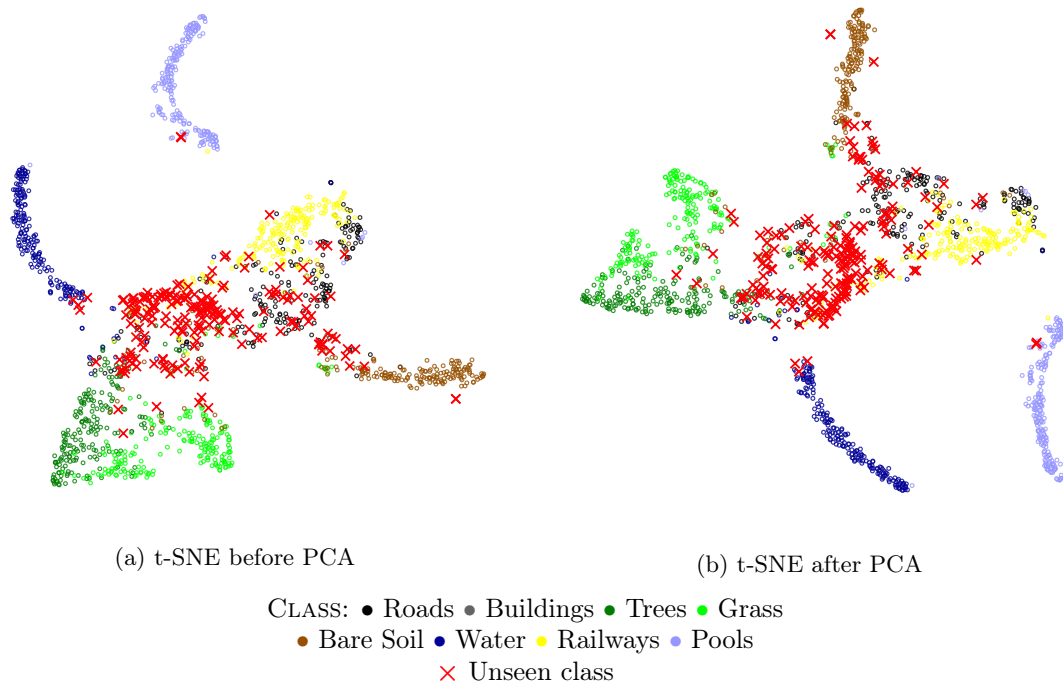 (a) t-SNE before PCA
(b) t-SNE after PCA
CLASS: Roads Buildings Trees Grass
Bare Soil Water Railways Pools
Unseen class